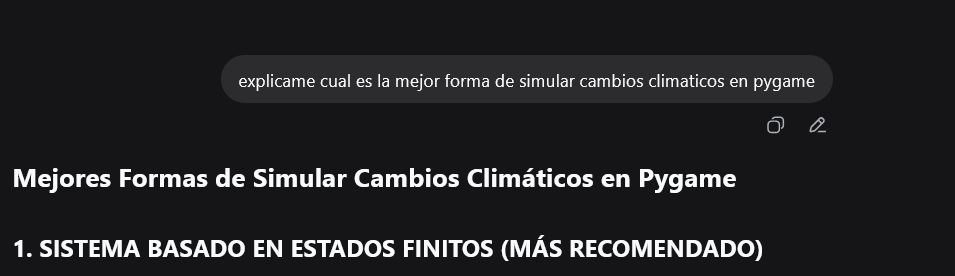 explicame cual es la mejor forma de simular cambios climaticos en pygame
Mejores Formas de Simular Cambios Climáticos en Pygame
1. SISTEMA BASADO EN ESTADOS FINITOS (MÁS RECOMENDADO)